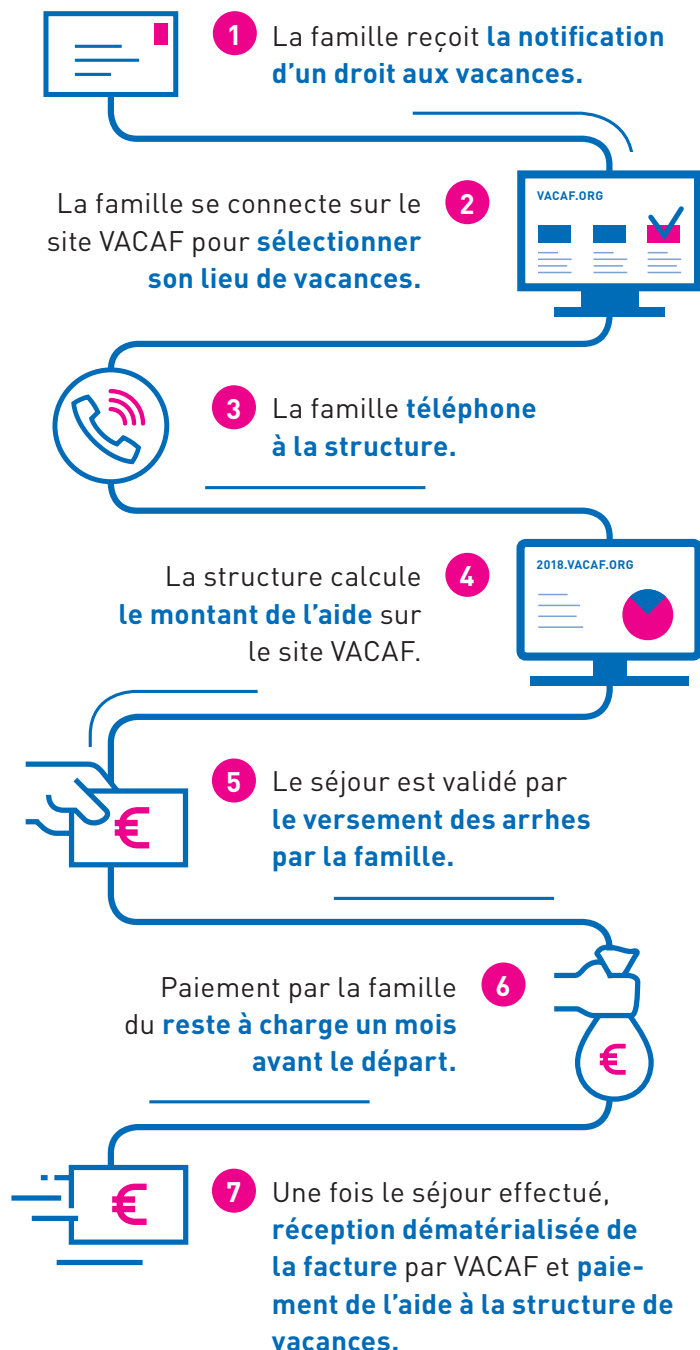 1 La famille reçoit la notification
d’un droit aux vacances.
La famille se connecte sur le 2
site VACAF pour sélectionner
son lieu de vacances.
VACAF.ORG
3 La famille téléphone
à la structure.
La structure calcule 4
le montant de l’aide sur
le site VACAF.
2018.VACAF.ORG
5 Le séjour est validé par
le versement des arrhes
par la famille.
€
Paiement par la famille 6
du reste à charge un mois
avant le départ.
€
7 Une fois le séjour effectué,
réception dématérialisée de
la facture par VACAF et paie-
ment de l’aide à la structure de
vacances.
€